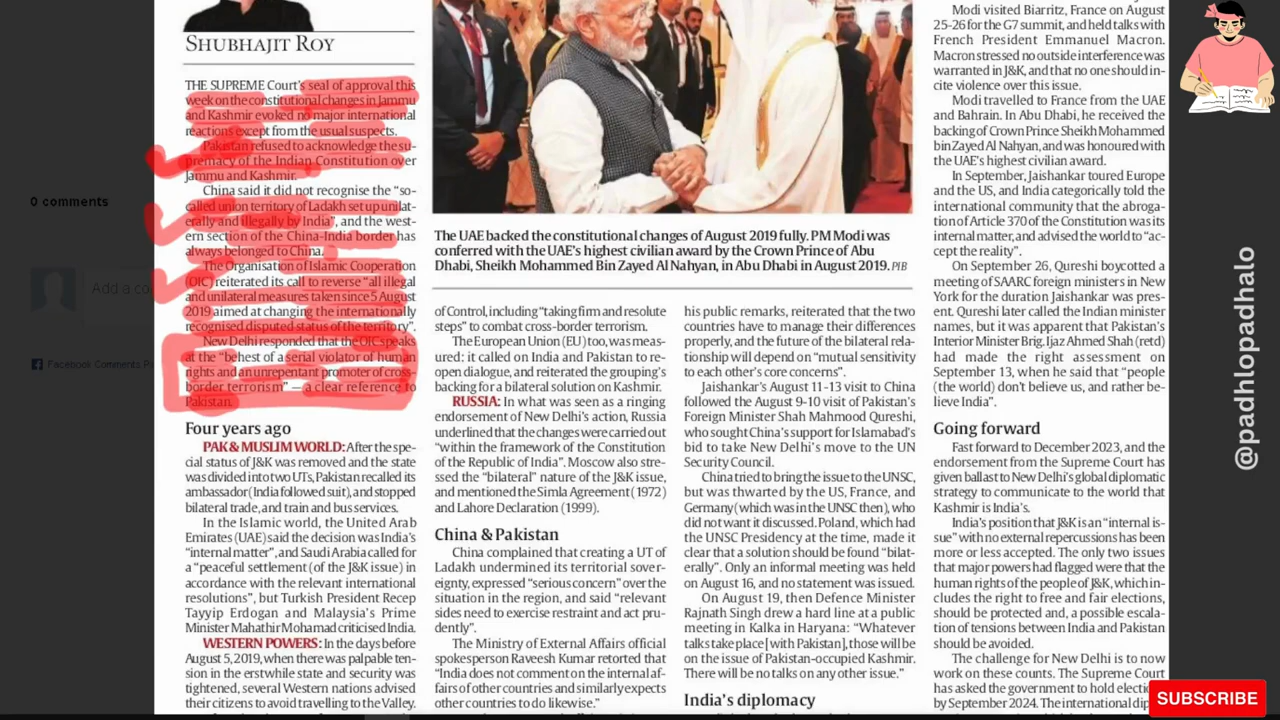 SHUBHAJIT ROY
THE SUPREME Court's seal of approval this
week on the constitutional changes in Jammu
and Kashmir evoked no major international
reactions except from the usual suspects.
Pakistan refused to acknowledge the su-
premacy of the Indian Constitution over
Jammu and Kashmir.
China said it did not recognise the "so-
called union territory of Ladakh set up unilat-
erally and illegally by India", and the west-
ern section of the China-India border has
always belonged to China.
The Organisation of Islamic Cooperation
(OIC) reiterated its call to reverse "all illegal
and unilateral measures taken since 5 August
2019 aimed at changing the internationally
recognised disputed status of the territory".
New Delhi responded that the OIC speaks
at the "behest of a serial violator of human
rights and an unrepentant promoter of cross-
border terrorism" — a clear reference to
Pakistan.
Four years ago
PAK & MUSLIM WORLD: After the spe-
cial status of J&K was removed and the state
was divided into two UTs, Pakistan recalled its
ambassador (India followed suit), and stopped
bilateral trade, and train and bus services.
In the Islamic world, the United Arab
Emirates (UAE) said the decision was India's
"internal matter", and Saudi Arabia called for
a "peaceful settlement (of the J&K issue) in
accordance with the relevant international
resolutions", but Turkish President Recep
Tayyip Erdogan and Malaysia's Prime
Minister Mahathir Mohamad criticised India.
WESTERN POWERS: In the days before
August 5, 2019, when there was palpable ten-
sion in the erstwhile state and security was
tightened, several Western nations advised
their citizens to avoid travelling to the Valley.
The UAE backed the constitutional changes of August 2019 fully. PM Modi was
conferred with the UAE's highest civilian award by the Crown Prince of Abu
Dhabi, Sheikh Mohammed Bin Zayed Al Nahyan, in Abu Dhabi in August 2019. PIB
of Control, including "taking firm and resolute
steps" to combat cross-border terrorism.
The European Union (EU) too, was meas-
ured: it called on India and Pakistan to re-
open dialogue, and reiterated the grouping's
backing for a bilateral solution on Kashmir.
RUSSIA: In what was seen as a ringing
endorsement of New Delhi's action, Russia
underlined that the changes were carried out
"within the framework of the Constitution
of the Republic of India". Moscow also stre-
ssed the "bilateral" nature of the J&K issue,
and mentioned the Simla Agreement (1972)
and Lahore Declaration (1999).
China & Pakistan
China complained that creating a UT of
Ladakh undermined its territorial sover-
eignty, expressed "serious concern" over the
situation in the region, and said "relevant
sides need to exercise restraint and act pru-
dently".
The Ministry of External Affairs official
spokesperson Raveesh Kumar retorted that
"India does not comment on the internal af-
fairs of other countries and similarly expects
other countries to do likewise."
his public remarks, reiterated that the two
countries have to manage their differences
properly, and the future of the bilateral rela-
tionship will depend on "mutual sensitivity
to each other's core concerns".
Jaishankar's August 11-13 visit to China
followed the August 9-10 visit of Pakistan's
Foreign Minister Shah Mahmood Qureshi,
who sought China's support for Islamabad's
bid to take New Delhi's move to the UN
Security Council.
China tried to bring the issue to the UNSC,
but was thwarted by the US, France, and
Germany (which was in the UNSC then), who
did not want it discussed. Poland, which had
the UNSC Presidency at the time, made it
clear that a solution should be found "bilat-
erally". Only an informal meeting was held
on August 16, and no statement was issued.
On August 19, then Defence Minister
Rajnath Singh drew a hard line at a public
meeting in Kalka in Haryana: "Whatever
talks take place [with Pakistan], those will be
on the issue of Pakistan-occupied Kashmir.
There will be no talks on any other issue."
India's diplomacy
Modi visited Biarritz, France on August
25-26 for the G7 summit, and held talks with
French President Emmanuel Macron.
Macron stressed no outside interference was
warranted in J&K, and that no one should in-
cite violence over this issue.
Modi travelled to France from the UAE
and Bahrain. In Abu Dhabi, he received the
backing of Crown Prince Sheikh Mohammed
bin Zayed Al Nahyan, and was honoured with
the UAE's highest civilian award.
In September, Jaishankar toured Europe
and the US, and India categorically told the
international community that the abroga-
tion of Article 370 of the Constitution was its
internal matter, and advised the world to "ac-
cept the reality".
On September 26, Qureshi boycotted a
meeting of SAARC foreign ministers in New
York for the duration Jaishankar was pres-
ent. Qureshi later called the Indian minister
names, but it was apparent that Pakistan's
Interior Minister Brig. Ijaz Ahmed Shah (retd)
had made the right assessment on
September 13, when he said that "people
(the world) don't believe us, and rather be-
lieve India".
Going forward
Fast forward to December 2023, and the
endorsement from the Supreme Court has
given ballast to New Delhi's global diplomatic
strategy to communicate to the world that
Kashmir is India's.
India's position that J&K is an "internal is-
sue" with no external repercussions has been
more or less accepted. The only two issues
that major powers had flagged were that the
human rights of the people of J&K, which in-
cludes the right to free and fair elections,
should be protected and, a possible escala-
tion of tensions between India and Pakistan
should be avoided.
The challenge for New Delhi is to now
work on these counts. The Supreme Court
has asked the government to hold
by September 2024. The international
0 comments
Add a
Facebook Comments
@padhlopadhalo
SUBSCRIBE